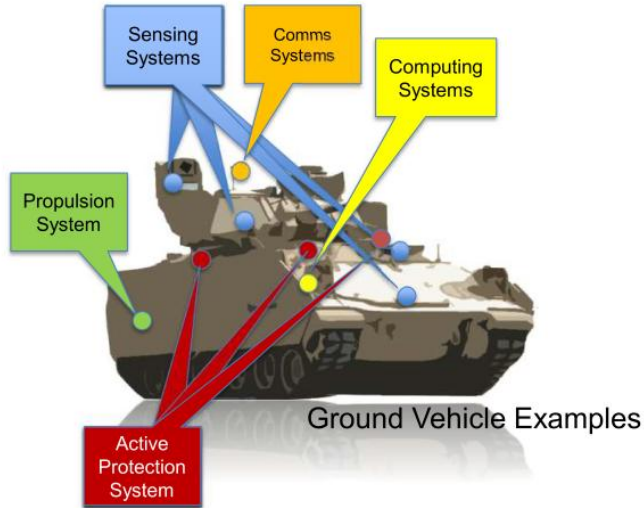 Sensing
Systems
Comms
Systems
Computing
Systems
Propulsion
System
Ground Vehicle Examples
Active
Protection
System